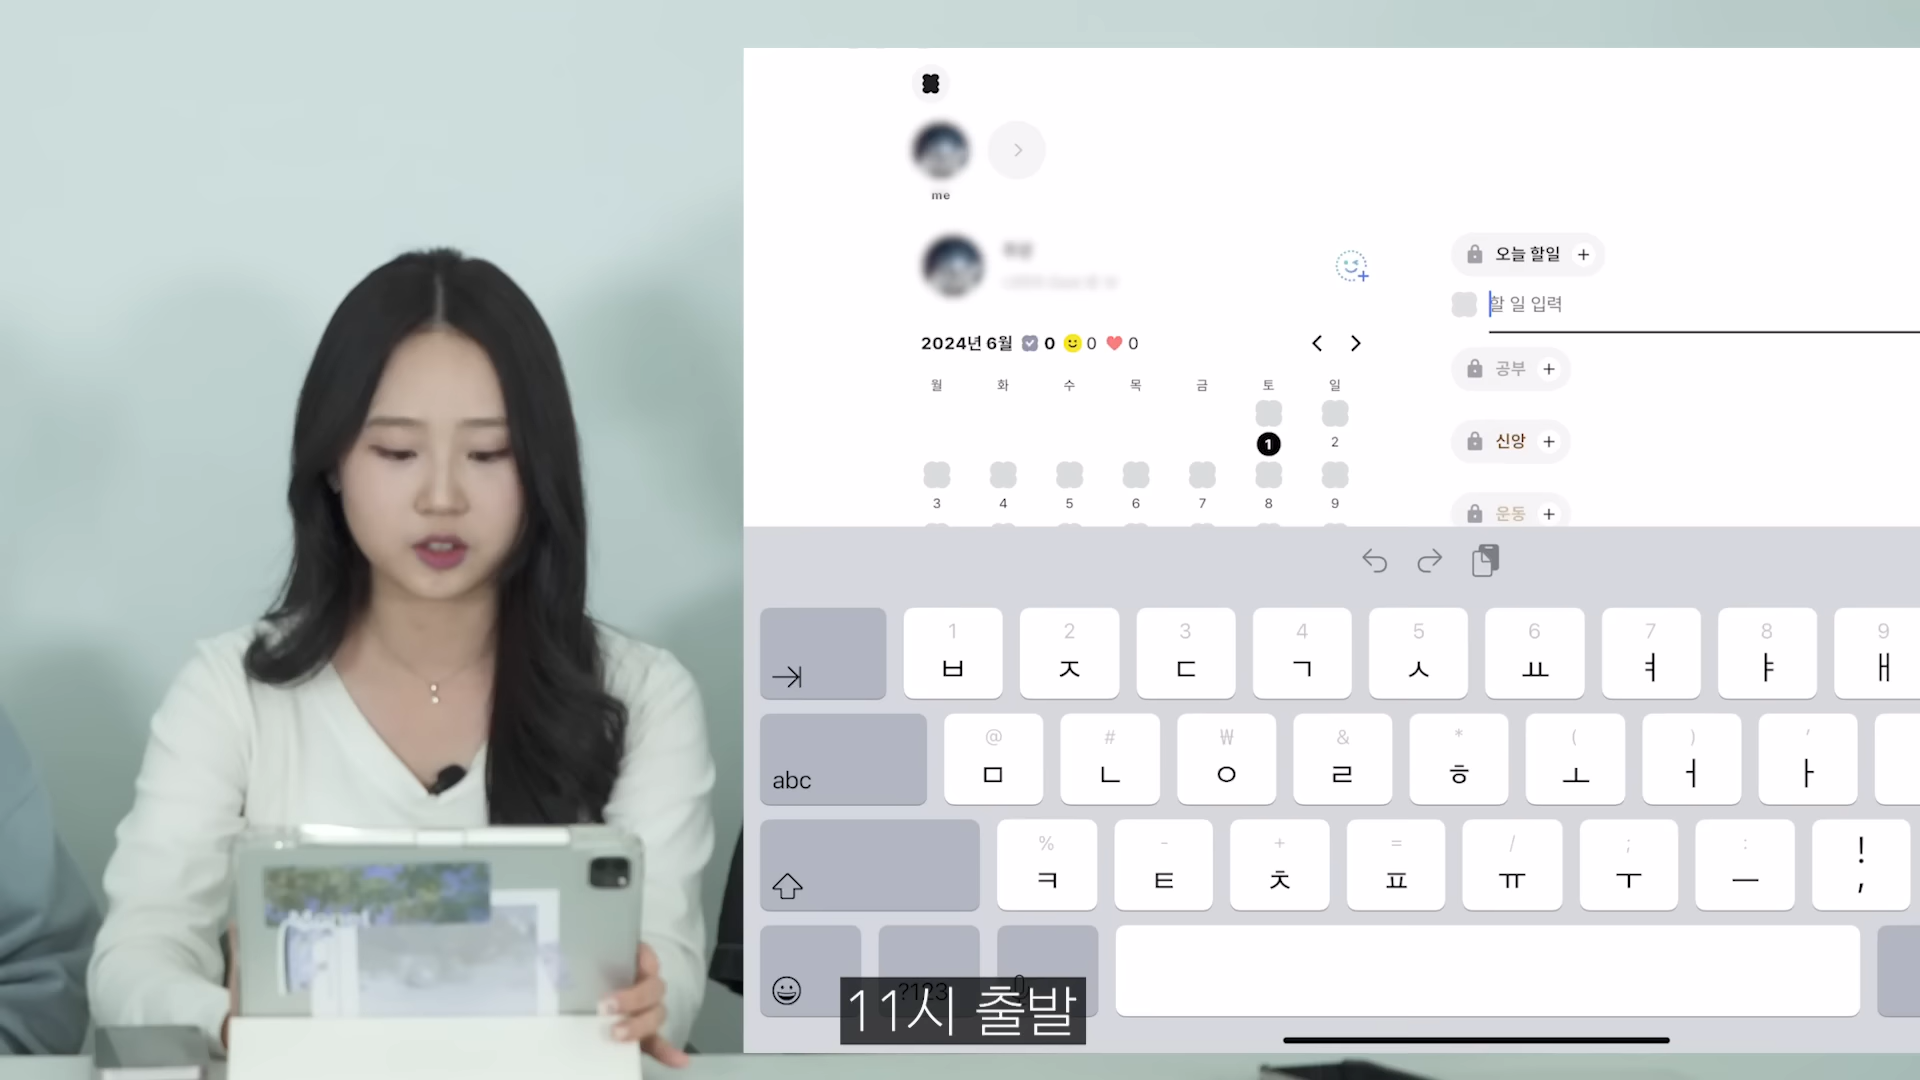 me
2024년 6월 0 0 0
월 화 수 목 금 토 일
1 2
3 4 5 6 7 8 9
오늘 할일 +
할 일 입력
공부 +
신앙 +
운동 +
1 2 3 4 5 6 7 8 9
ㅂ ㅈ ㄷ ㄱ ㅅ ㅛ ㅕ ㅑ ㅐ
@ # ₩ & * ( ) '
abc ㅁ ㄴ ㅇ ㄹ ㅎ ㅗ ㅓ ㅏ
% - + = / ; : !
ㅋ ㅌ ㅊ ㅍ ㅠ ㅜ ㅡ ,
?123
11시 출발
Monet